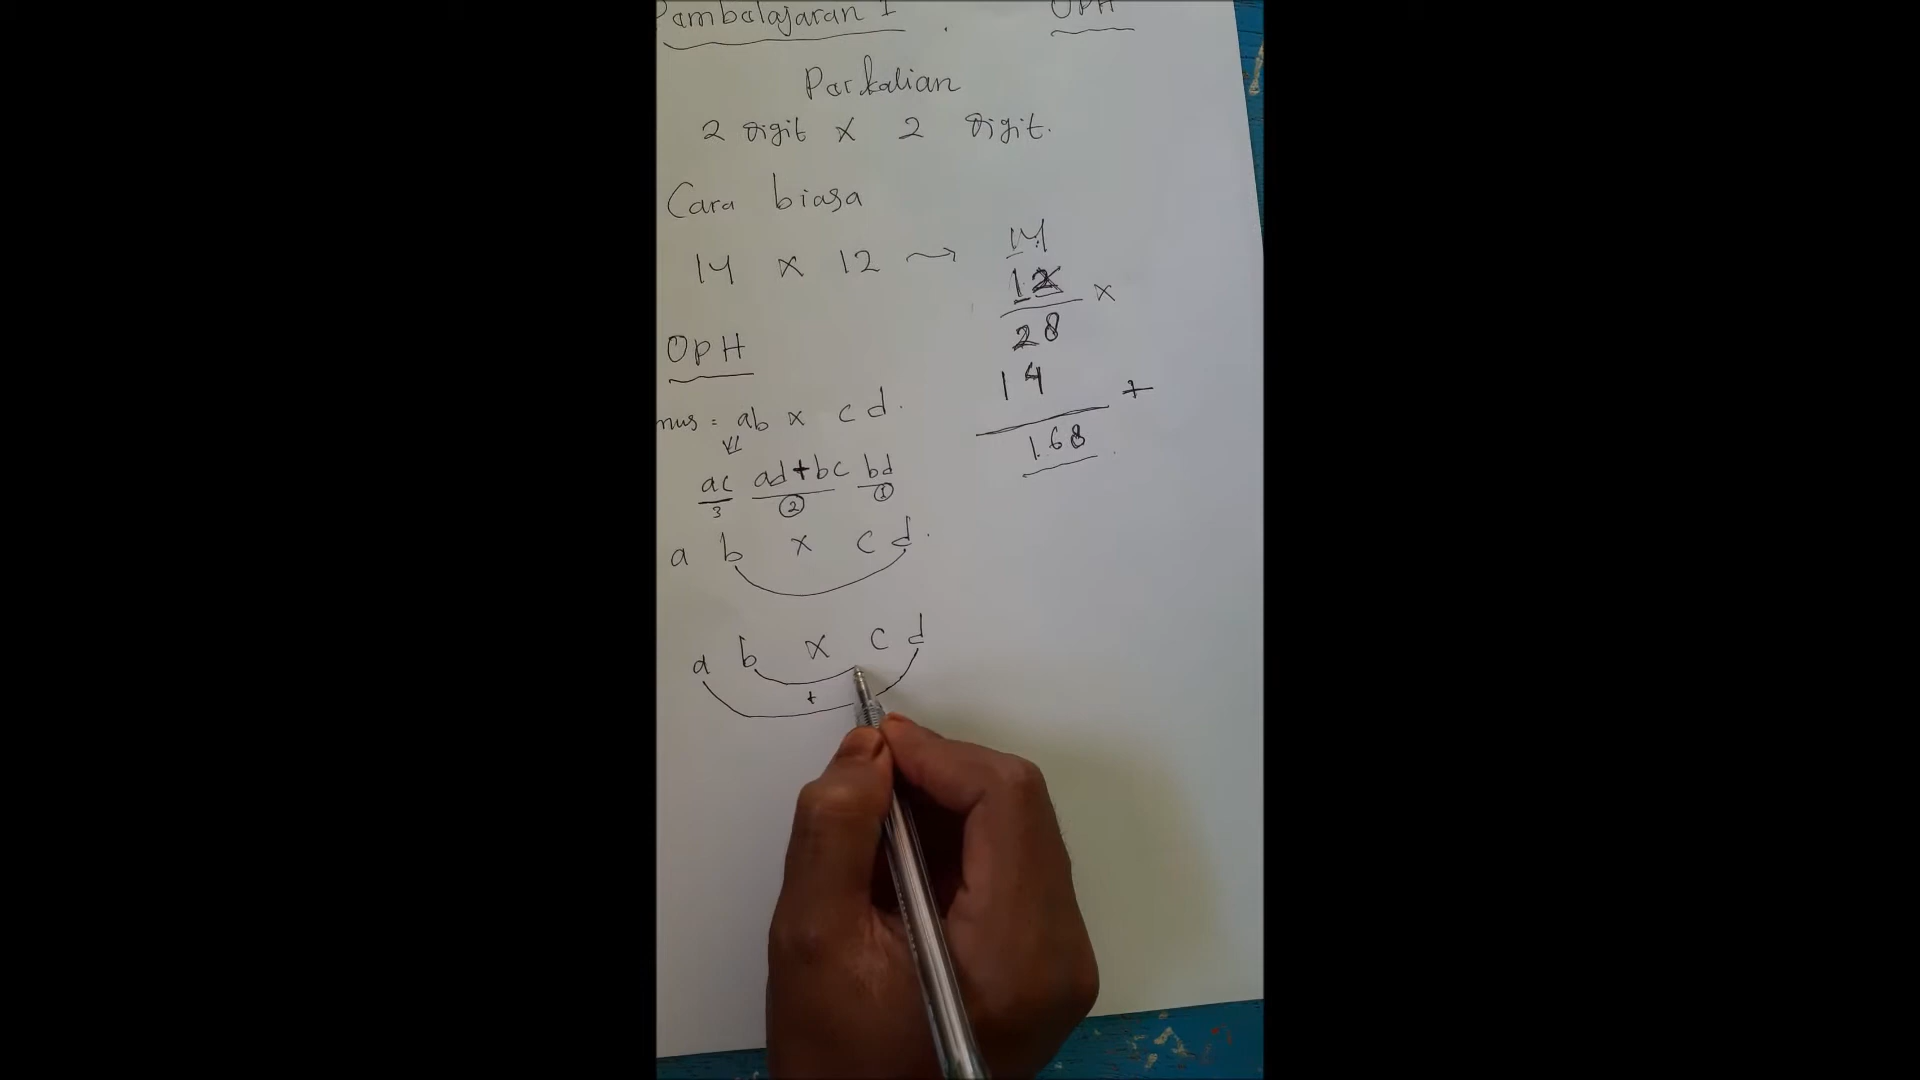 Pembelajaran 1 . OPH
Perkalian
2 digit x 2 digit.
Cara biasa
14 x 12 →
14
12 x
28
14 +
168
OPH
mus = ab x cd.
ac ad+bc bd
3 ② ①
a b x c d.
a b x c d
+